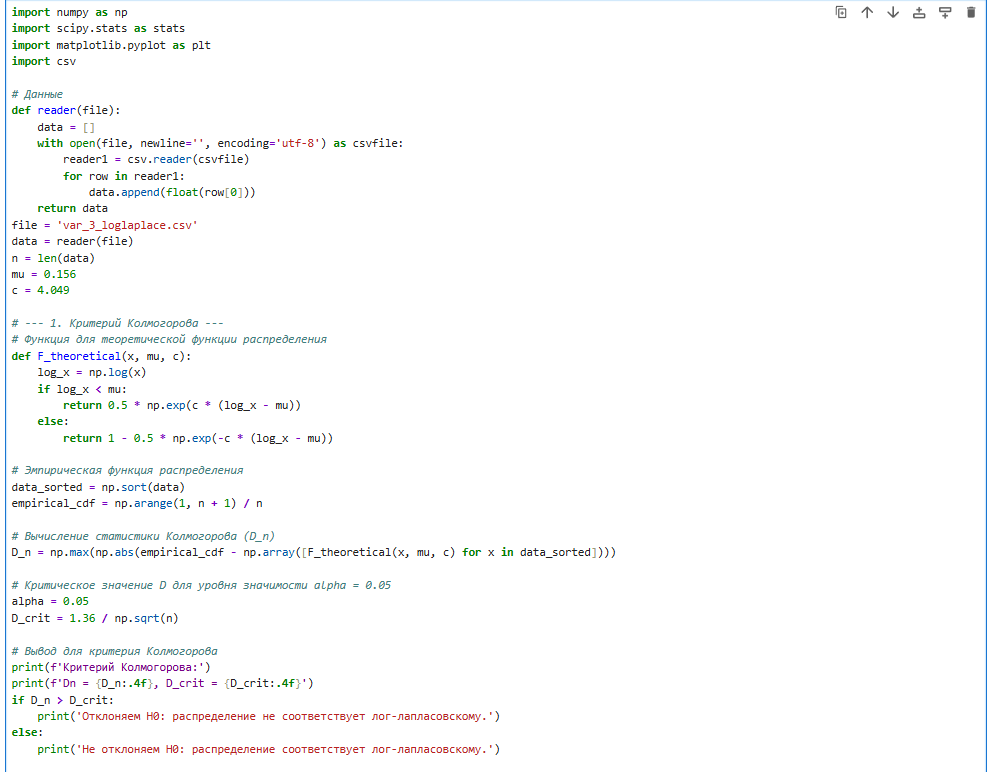 import numpy as np
import scipy.stats as stats
import matplotlib.pyplot as plt
import csv

# Данные
def reader(file):
    data = []
    with open(file, newline='', encoding='utf-8') as csvfile:
        reader1 = csv.reader(csvfile)
        for row in reader1:
            data.append(float(row[0]))
    return data
file = 'var_3_loglaplace.csv'
data = reader(file)
n = len(data)
mu = 0.156
c = 4.049

# --- 1. Критерий Колмогорова ---
# Функция для теоретической функции распределения
def F_theoretical(x, mu, c):
    log_x = np.log(x)
    if log_x < mu:
        return 0.5 * np.exp(c * (log_x - mu))
    else:
        return 1 - 0.5 * np.exp(-c * (log_x - mu))

# Эмпирическая функция распределения
data_sorted = np.sort(data)
empirical_cdf = np.arange(1, n + 1) / n

# Вычисление статистики Колмогорова (D_n)
D_n = np.max(np.abs(empirical_cdf - np.array([F_theoretical(x, mu, c) for x in data_sorted])))

# Критическое значение D для уровня значимости alpha = 0.05
alpha = 0.05
D_crit = 1.36 / np.sqrt(n)

# Вывод для критерия Колмогорова
print(f'Критерий Колмогорова:')
print(f'Dn = {D_n:.4f}, D_crit = {D_crit:.4f}')
if D_n > D_crit:
    print('Отклоняем H0: распределение не соответствует лог-лапласовскому.')
else:
    print('Не отклоняем H0: распределение соответствует лог-лапласовскому.')